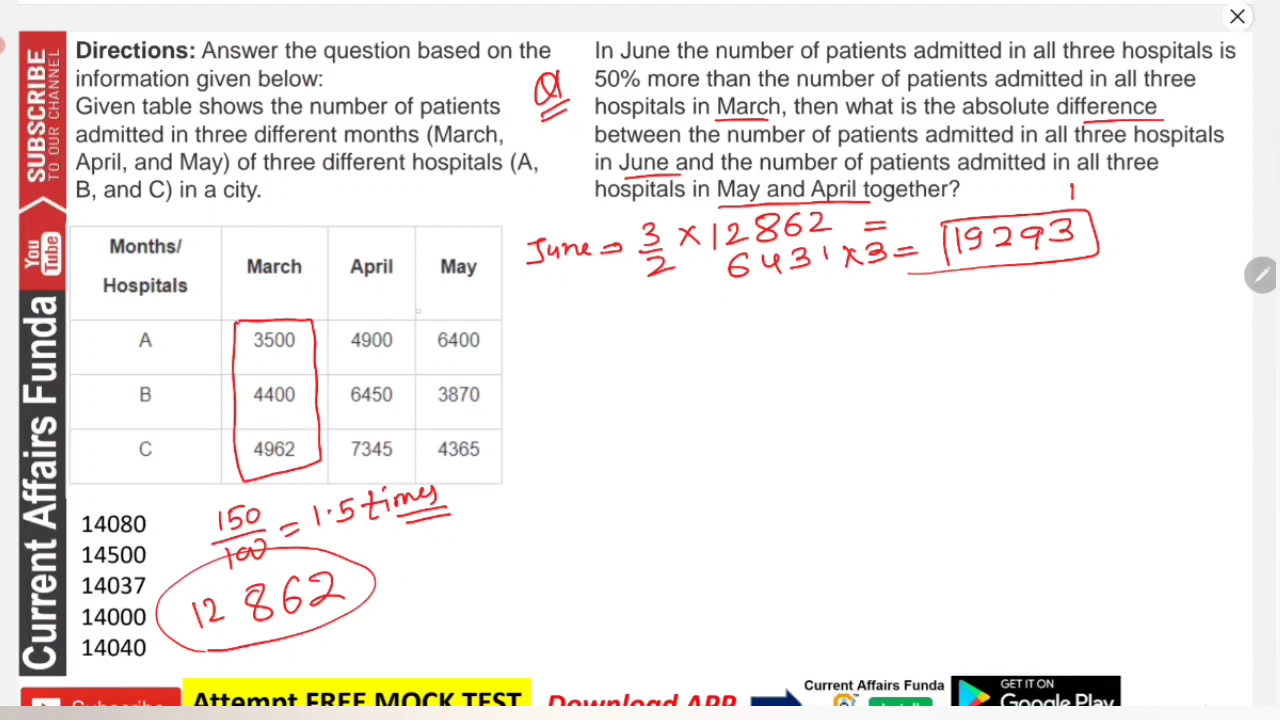 SUBSCRIBE
TO OUR CHANNEL
You Tube
Current Affairs Funda
Directions: Answer the question based on the
information given below:
Given table shows the number of patients
admitted in three different months (March,
April, and May) of three different hospitals (A,
B, and C) in a city.
Q1
In June the number of patients admitted in all three hospitals is
50% more than the number of patients admitted in all three
hospitals in March, then what is the absolute difference
between the number of patients admitted in all three hospitals
in June and the number of patients admitted in all three
hospitals in May and April together?
June ⇒ 3/2 × 12862 =
6431 × 3 = 19293
Months/ Hospitals March April May
A 3500 4900 6400
B 4400 6450 3870
C 4962 7345 4365
150/100 = 1.5 times
12 862
14080
14500
14037
14000
14040
Subscribe
Attempt FREE MOCK TEST
Download APP
Current Affairs Funda
Install
GET IT ON
Google Play